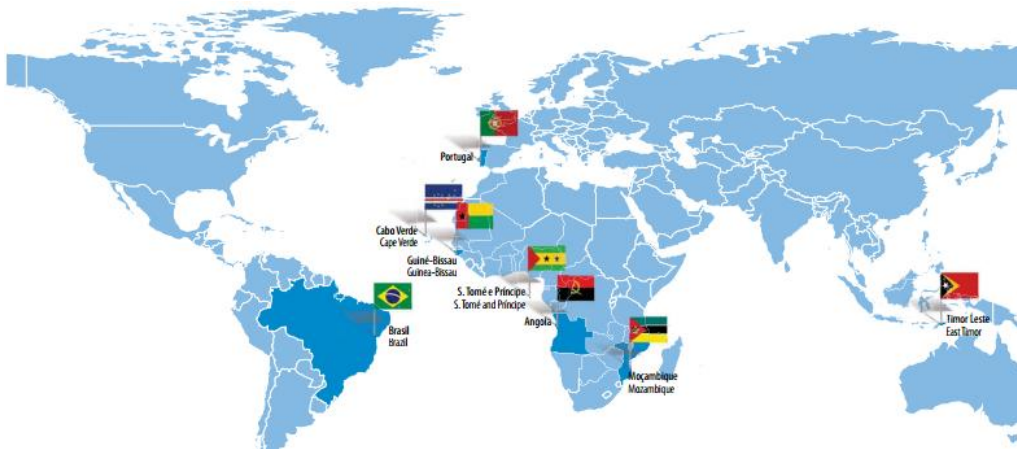 Portugal
Cabo Verde
Cape Verde
Guiné-Bissau
Guinea-Bissau
S. Tomé e Príncipe
S. Tomé and Príncipe
Angola
Brasil
Brazil
Timor Leste
East Timor
Moçambique
Mozambique